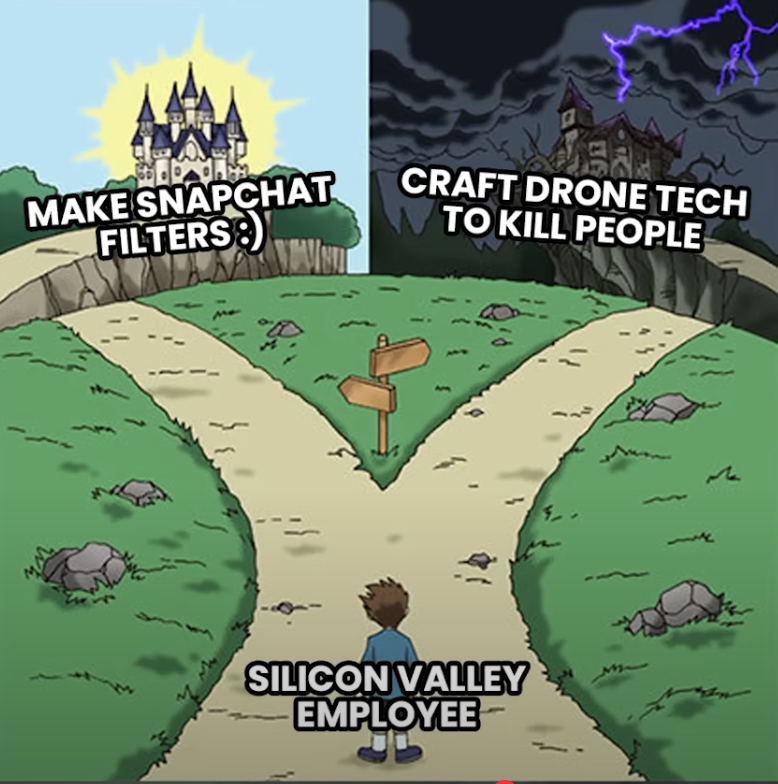 MAKE SNAPCHAT
FILTERS :)
CRAFT DRONE TECH
TO KILL PEOPLE
SILICON VALLEY
EMPLOYEE